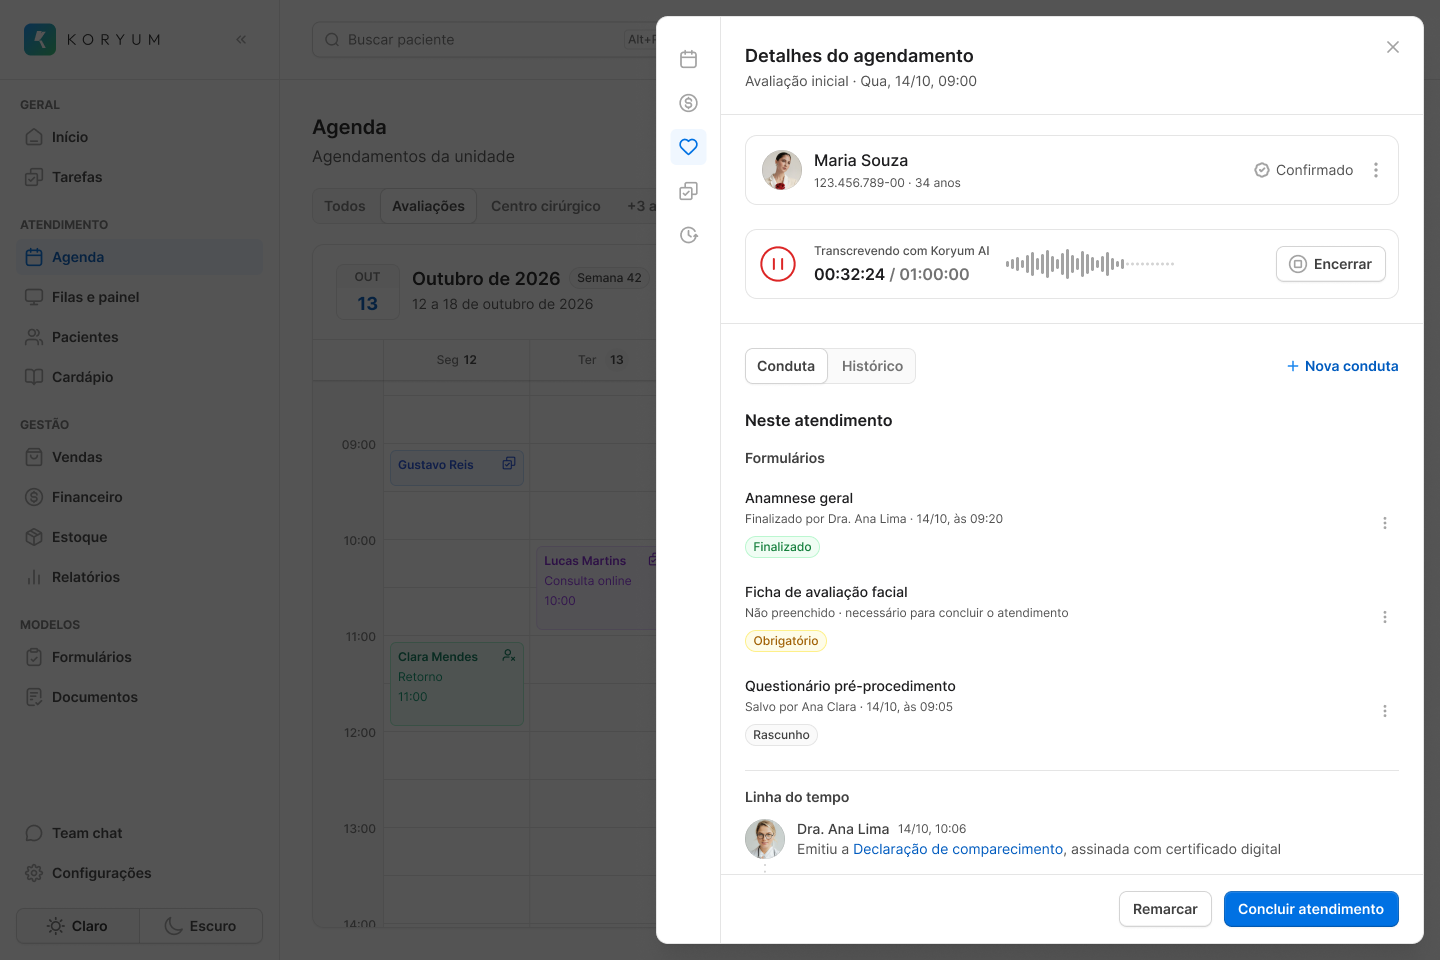 KORYUM
Buscar paciente
Alt+F
GERAL
Início
Tarefas
ATENDIMENTO
Agenda
Filas e painel
Pacientes
Cardápio
GESTÃO
Vendas
Financeiro
Estoque
Relatórios
MODELOS
Formulários
Documentos
Team chat
Configurações
Claro
Escuro
Agenda
Agendamentos da unidade
Todos
Avaliações
Centro cirúrgico
+3
OUT
13
Outubro de 2026
Semana 42
12 a 18 de outubro de 2026
Seg 12
Ter 13
09:00
10:00
11:00
12:00
13:00
14:00
Gustavo Reis
Lucas Martins
Consulta online
10:00
Clara Mendes
Retorno
11:00
Detalhes do agendamento
Avaliação inicial · Qua, 14/10, 09:00
Maria Souza
123.456.789-00 · 34 anos
Confirmado
Transcrevendo com Koryum AI
00:32:24 / 01:00:00
Encerrar
Conduta
Histórico
+ Nova conduta
Neste atendimento
Formulários
Anamnese geral
Finalizado por Dra. Ana Lima · 14/10, às 09:20
Finalizado
Ficha de avaliação facial
Não preenchido · necessário para concluir o atendimento
Obrigatório
Questionário pré-procedimento
Salvo por Ana Clara · 14/10, às 09:05
Rascunho
Linha do tempo
Dra. Ana Lima 14/10, 10:06
Emitiu a Declaração de comparecimento, assinada com certificado digital
Remarcar
Concluir atendimento